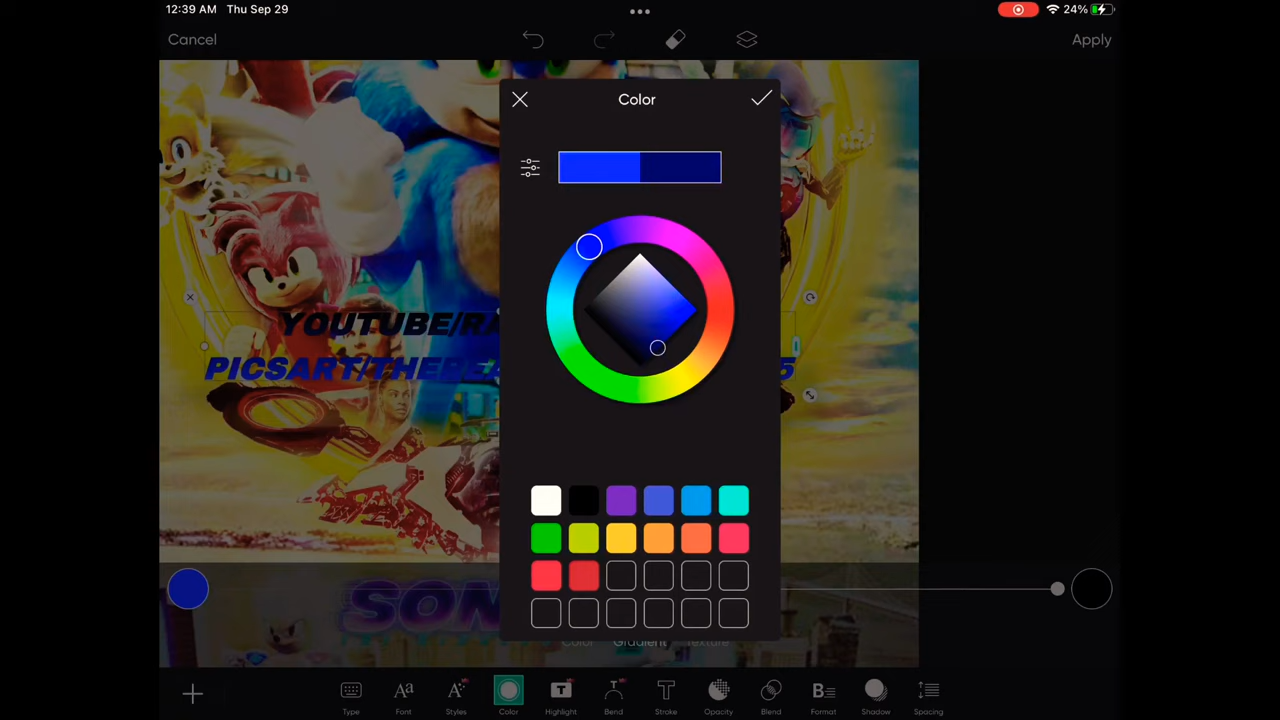 12:39 AM Thu Sep 29
24%
Cancel
Apply
Color
YOUTUBE/RA
PICSART/THEBEA
5
SON
Color Gradient Texture
Type Font Styles Color Highlight Bend Stroke Opacity Blend Format Shadow Spacing